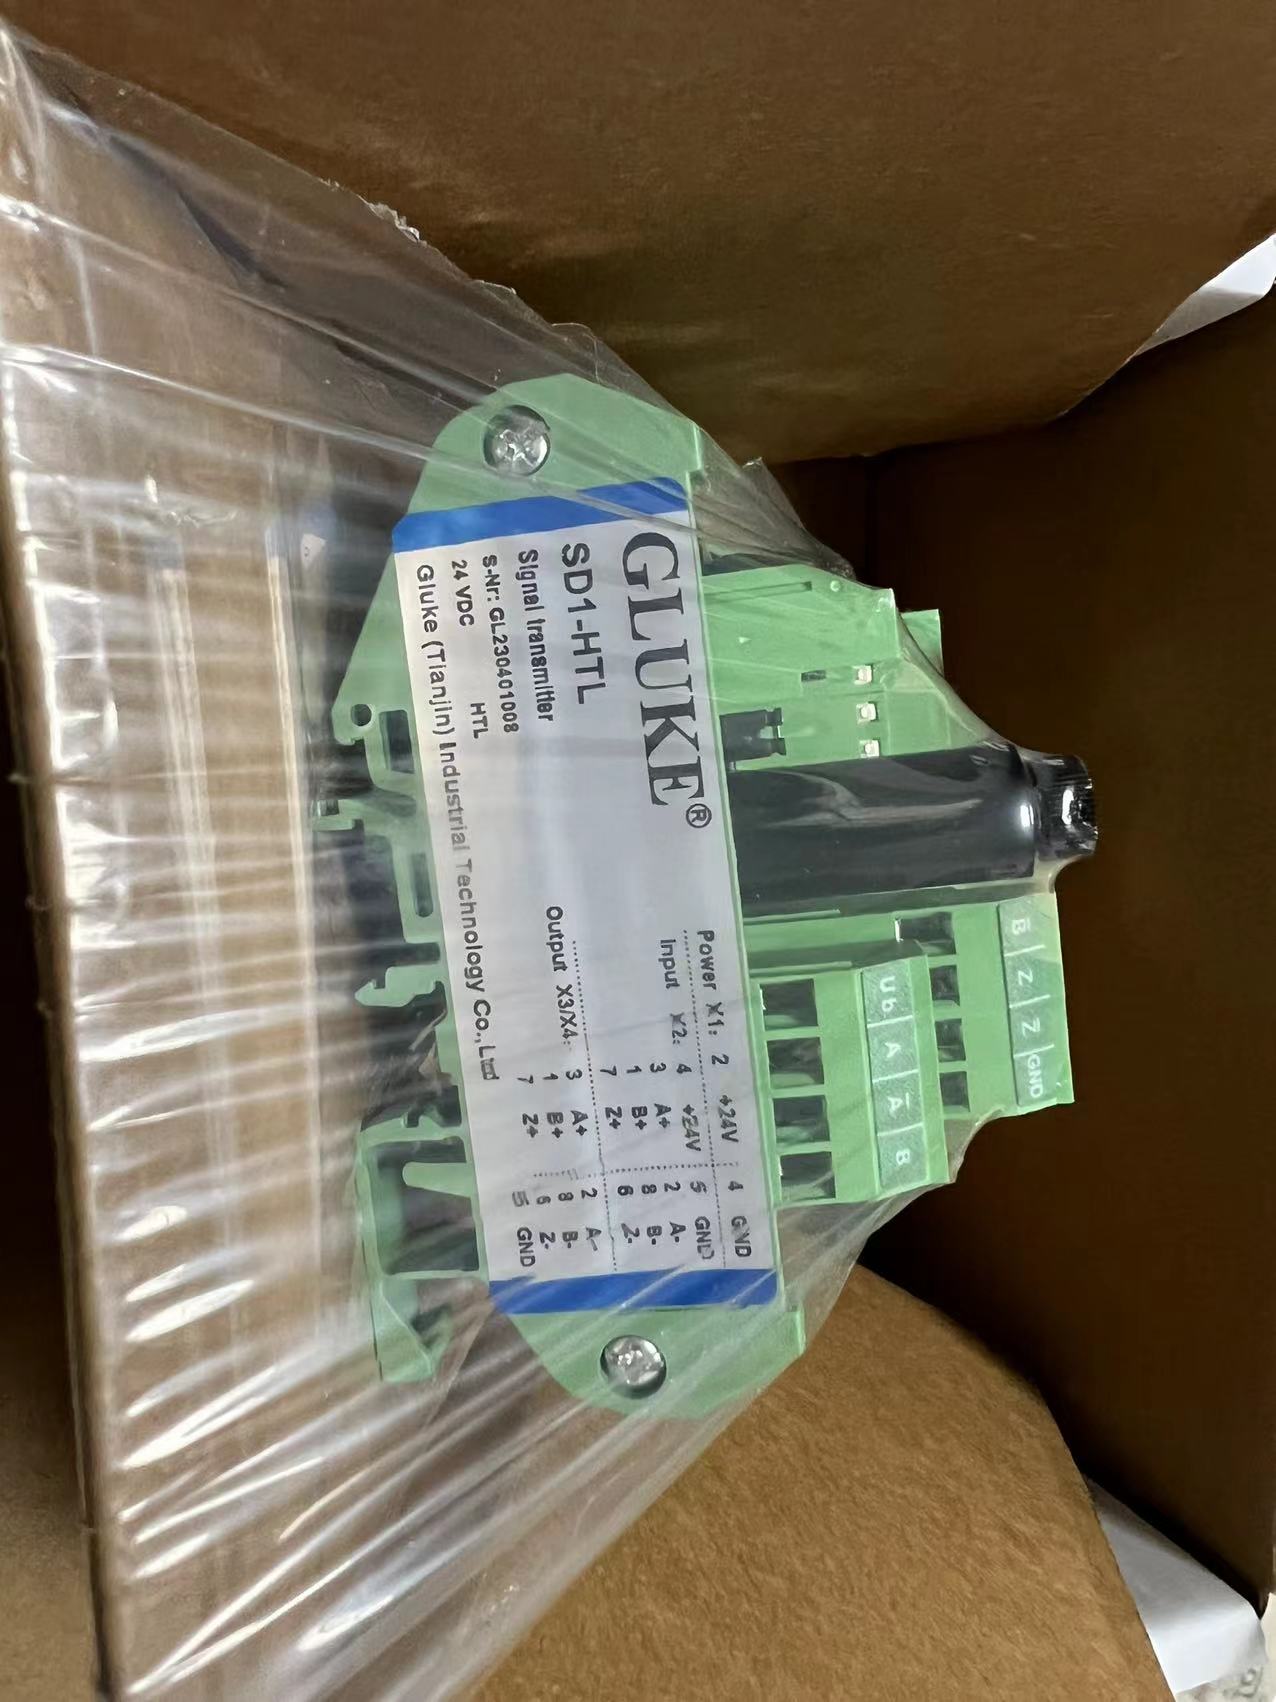 GLUKE®
SD1-HTL
Signal transmitter
S-Nr: GL230401008
24 VDC HTL
Gluke (Tianjin) Industrial Technology Co.,Ltd
Power X1: 2 +24V 4 GND
Input X2: 4 +24V 5 GND
3 A+ 2 A-
1 B+ 8 B-
7 Z+ 6 Z-
Output X3/X4: 3 A+ 2 A-
1 B+ 8 B-
7 Z+ 6 Z-
5 GND
Ub A A̅ B
B̅ Z Z̅ GND